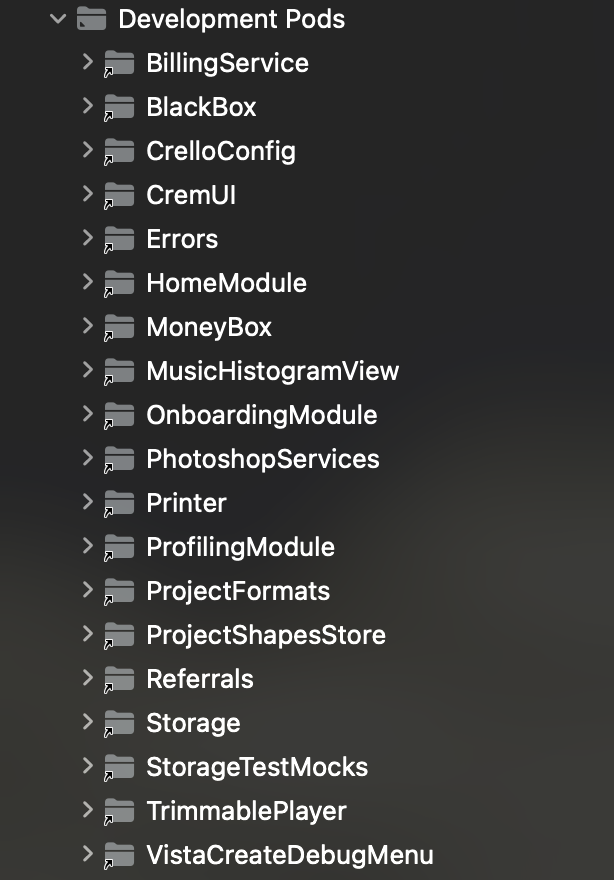 Development Pods
BillingService
BlackBox
CrelloConfig
CremUI
Errors
HomeModule
MoneyBox
MusicHistogramView
OnboardingModule
PhotoshopServices
Printer
ProfilingModule
ProjectFormats
ProjectShapesStore
Referrals
Storage
StorageTestMocks
TrimmablePlayer
VistaCreateDebugMenu